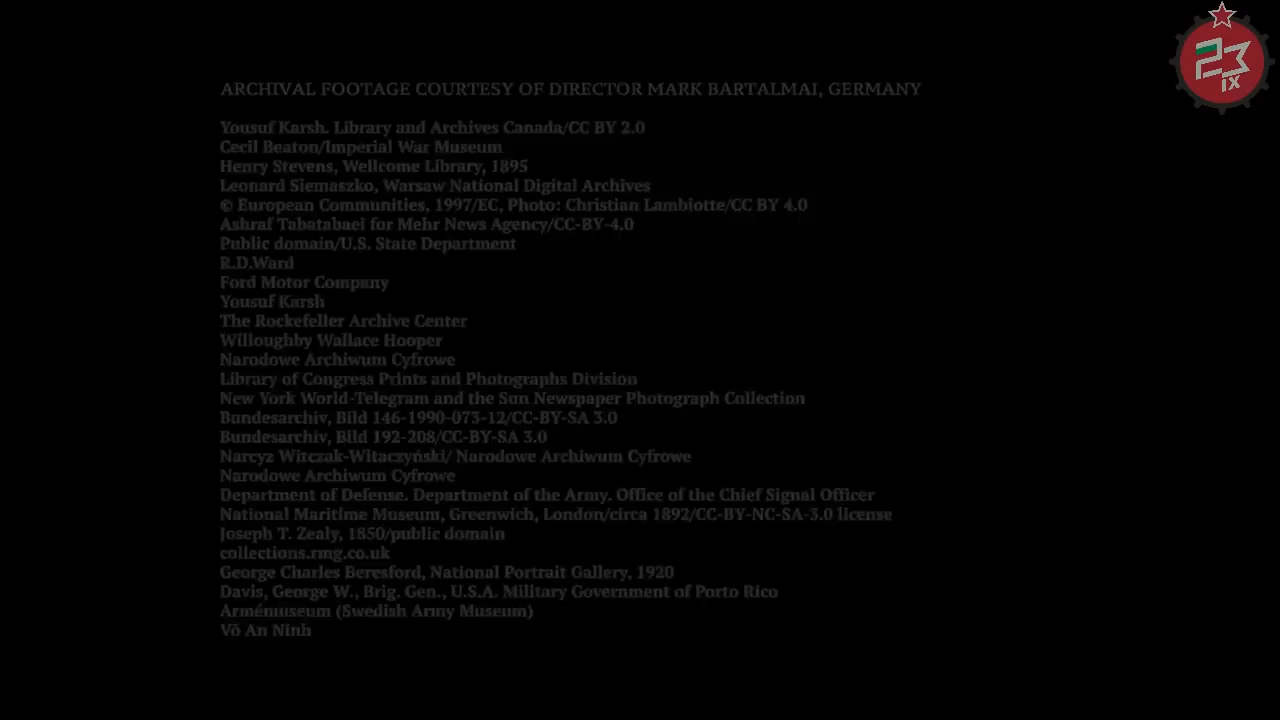 23
IX
ARCHIVAL FOOTAGE COURTESY OF DIRECTOR MARK BARTALMAI, GERMANY
Yousuf Karsh. Library and Archives Canada/CC BY 2.0
Cecil Beaton/Imperial War Museum
Henry Stevens, Wellcome Library, 1895
Leonard Siemaszko, Warsaw National Digital Archives
© European Communities, 1997/EC, Photo: Christian Lambiotte/CC BY 4.0
Ashraf Tabatabaei for Mehr News Agency/CC-BY-4.0
Public domain/U.S. State Department
R.D.Ward
Ford Motor Company
Yousuf Karsh
The Rockefeller Archive Center
Willoughby Wallace Hooper
Narodowe Archiwum Cyfrowe
Library of Congress Prints and Photographs Division
New York World-Telegram and the Sun Newspaper Photograph Collection
Bundesarchiv, Bild 146-1990-073-12/CC-BY-SA 3.0
Bundesarchiv, Bild 192-208/CC-BY-SA 3.0
Narcyz Witczak-Witaczyński/ Narodowe Archiwum Cyfrowe
Narodowe Archiwum Cyfrowe
Department of Defense. Department of the Army. Office of the Chief Signal Officer
National Maritime Museum, Greenwich, London/circa 1892/CC-BY-NC-SA-3.0 license
Joseph T. Zealy, 1850/public domain
collections.rmg.co.uk
George Charles Beresford, National Portrait Gallery, 1920
Davis, George W., Brig. Gen., U.S.A. Military Government of Porto Rico
Armémuseum (Swedish Army Museum)
Võ An Ninh